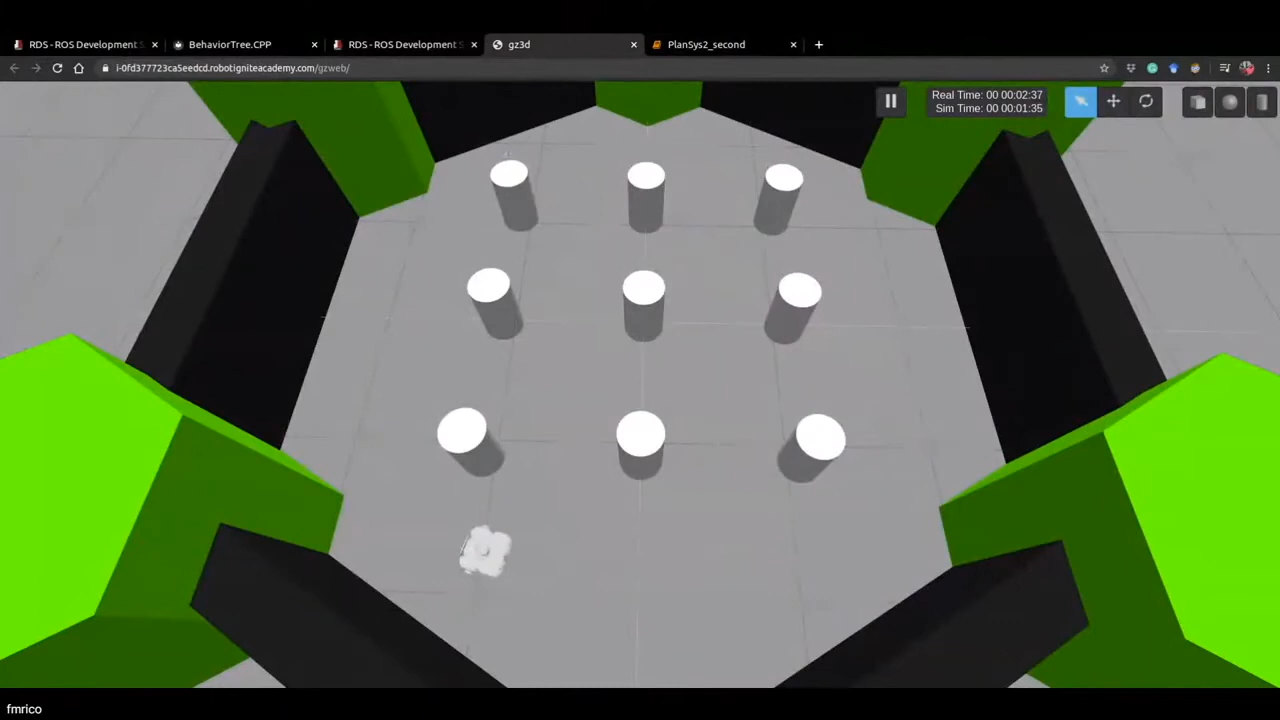 RDS - ROS Development S
BehaviorTree.CPP
RDS - ROS Development S
gz3d
PlanSys2_second
i-0fd377723ca5eedcd.robotigniteacademy.com/gzweb/
Real Time: 00 00:02:37
Sim Time: 00 00:01:35
fmrico